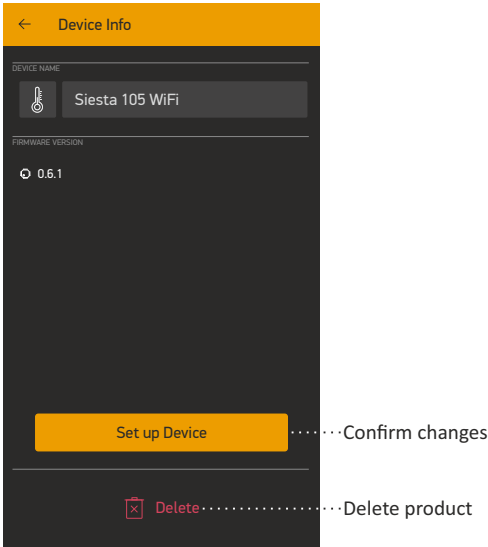 Device Info
DEVICE NAME
Siesta 105 WiFi
FIRMWARE VERSION
0.6.1
Set up Device
Confirm changes
Delete
Delete product